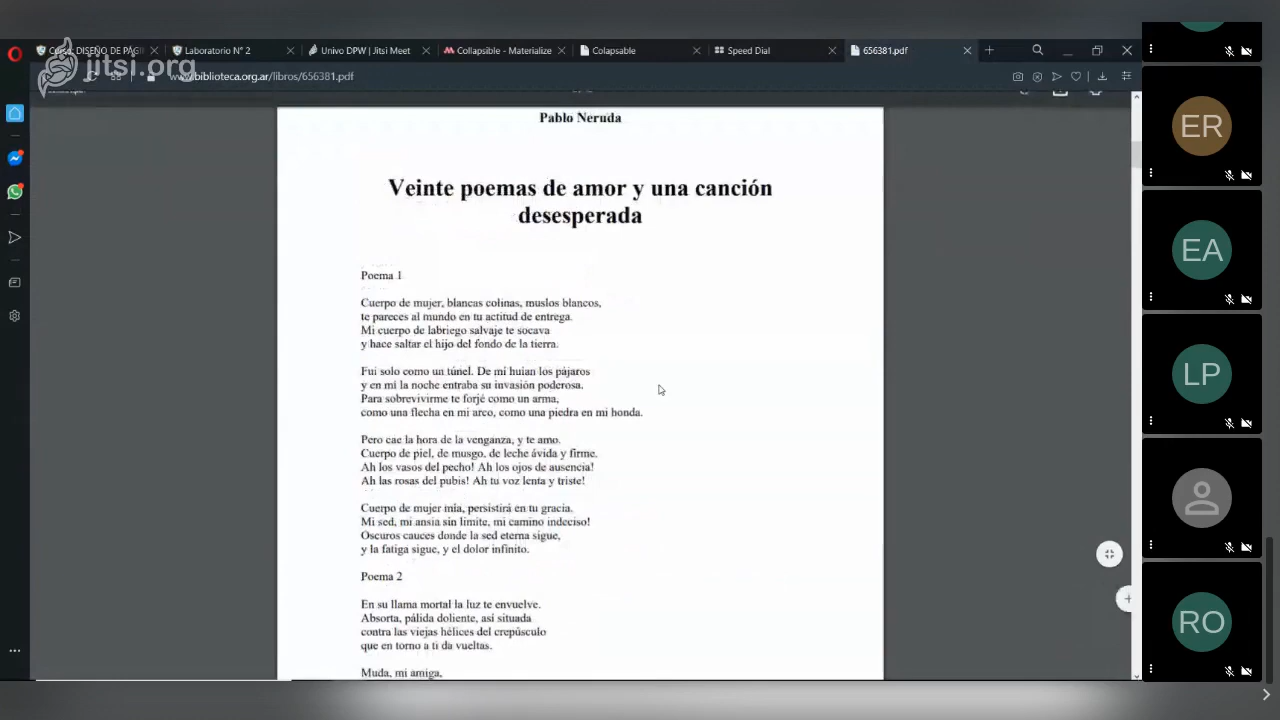 jitsi.org
DISEÑO DE PÁGI
Laboratorio N° 2
Univo DPW | Jitsi Meet
Collapsible - Materialize
Colapsable
Speed Dial
656381.pdf
www.biblioteca.org.ar/libros/656381.pdf
Pablo Neruda
Veinte poemas de amor y una canción
desesperada
Poema 1
Cuerpo de mujer, blancas colinas, muslos blancos,
te pareces al mundo en tu actitud de entrega.
Mi cuerpo de labriego salvaje te socava
y hace saltar el hijo del fondo de la tierra.
Fui solo como un túnel. De mí huían los pájaros
y en mí la noche entraba su invasión poderosa.
Para sobrevivirme te forjé como un arma,
como una flecha en mi arco, como una piedra en mi honda.
Pero cae la hora de la venganza, y te amo.
Cuerpo de piel, de musgo, de leche ávida y firme.
Ah los vasos del pecho! Ah los ojos de ausencia!
Ah las rosas del pubis! Ah tu voz lenta y triste!
Cuerpo de mujer mía, persistirá en tu gracia.
Mi sed, mi ansia sin límite, mi camino indeciso!
Oscuros cauces donde la sed eterna sigue,
y la fatiga sigue, y el dolor infinito.
Poema 2
En su llama mortal la luz te envuelve.
Absorta, pálida doliente, así situada
contra las viejas hélices del crepúsculo
que en torno a ti da vueltas.
Muda, mi amiga,
ER
EA
LP
RO